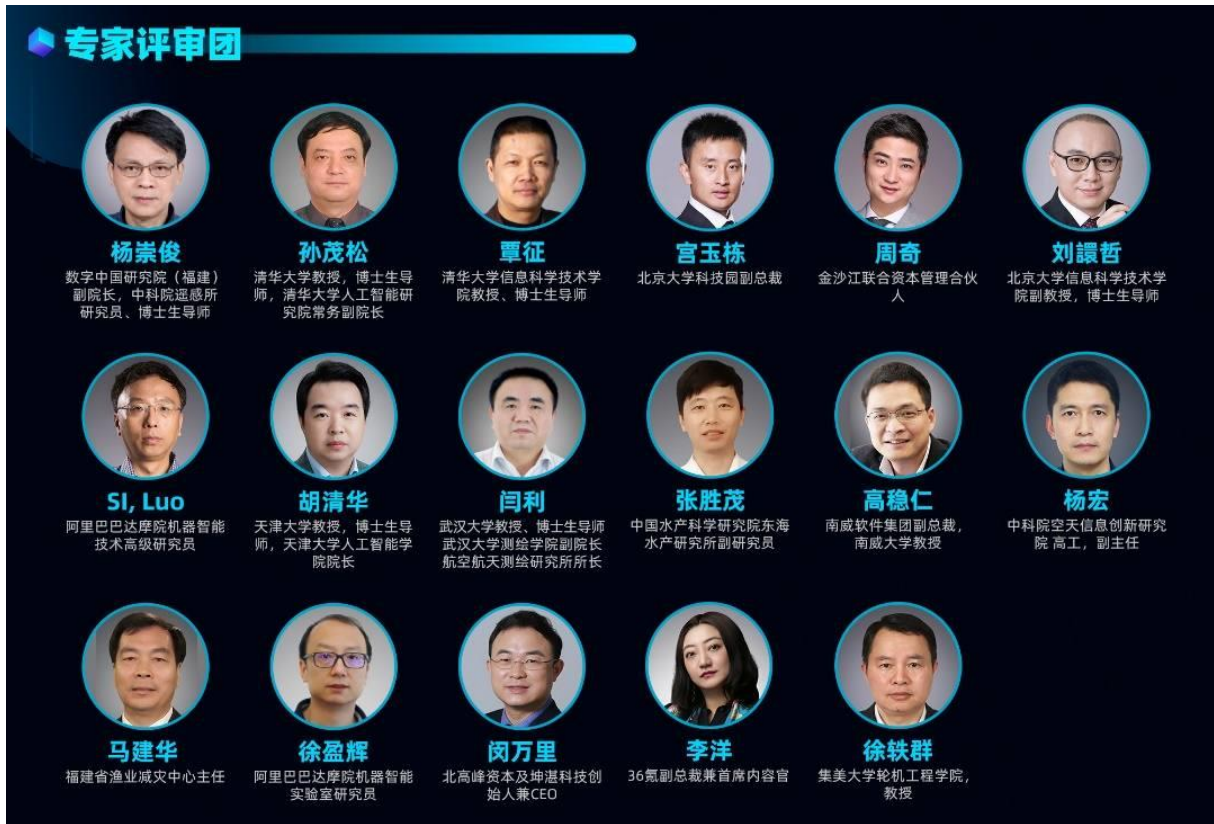 专家评审团
杨崇俊
数字中国研究院（福建）
副院长，中科院遥感所
研究员、博士生导师
孙茂松
清华大学教授，博士生导
师，清华大学人工智能研
究院常务副院长
覃征
清华大学信息科学技术学
院教授、博士生导师
宫玉栋
北京大学科技园副总裁
周奇
金沙江联合资本管理合伙
人
刘譞哲
北京大学信息科学技术学
院副教授，博士生导师
SI, Luo
阿里巴巴达摩院机器智能
技术高级研究员
胡清华
天津大学教授，博士生导
师，天津大学人工智能学
院院长
闫利
武汉大学教授、博士生导师
武汉大学测绘学院副院长
航空航天测绘研究所所长
张胜茂
中国水产科学研究院东海
水产研究所副研究员
高稳仁
南威软件集团副总裁，
南威大学教授
杨宏
中科院空天信息创新研究
院 高工，副主任
马建华
福建省渔业减灾中心主任
徐盈辉
阿里巴巴达摩院机器智能
实验室研究员
闵万里
北高峰资本及坤湛科技创
始人兼CEO
李洋
36氪副总裁兼首席内容官
徐轶群
集美大学轮机工程学院，
教授